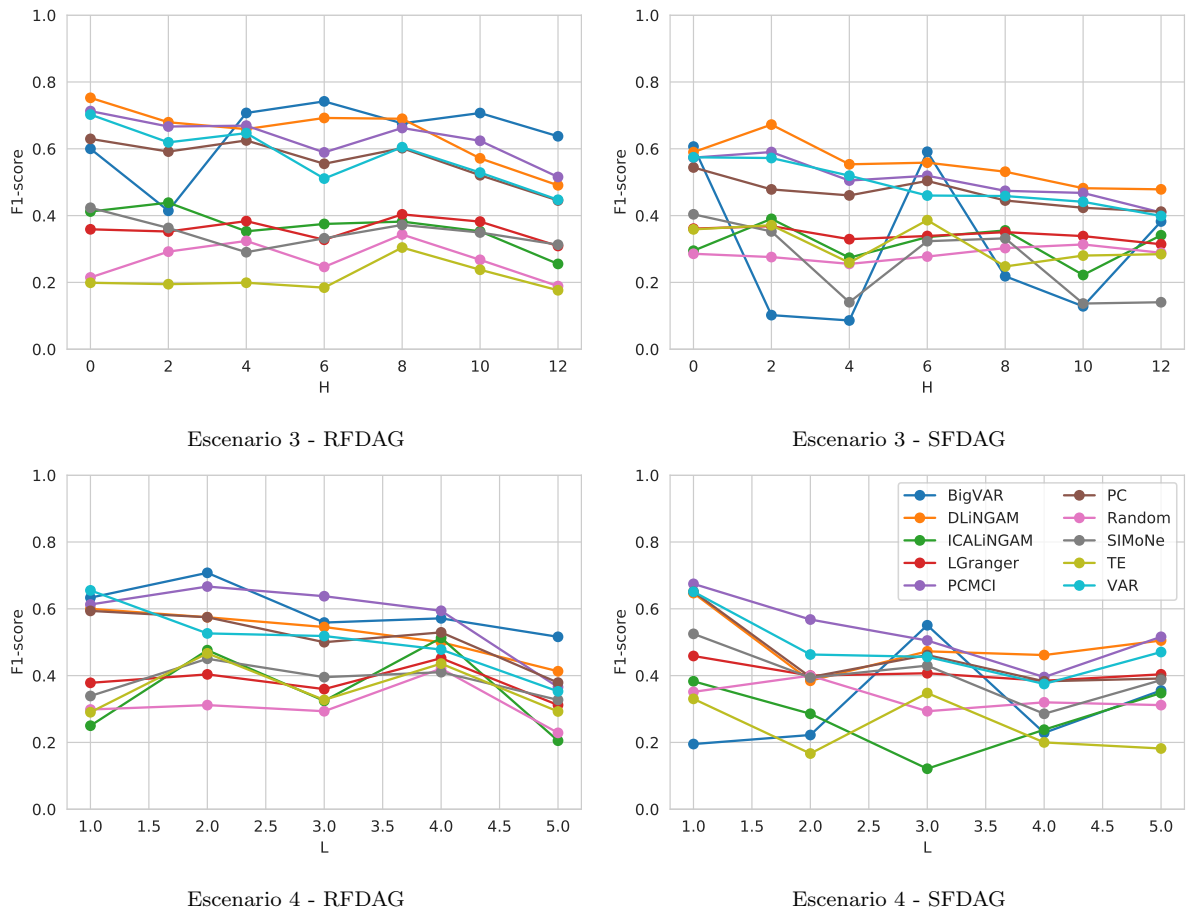 1.0
0.8
0.6
0.4
0.2
0.0
F1-score
0 2 4 6 8 10 12
H
Escenario 3 - RFDAG
1.0
0.8
0.6
0.4
0.2
0.0
F1-score
0 2 4 6 8 10 12
H
Escenario 3 - SFDAG
1.0
0.8
0.6
0.4
0.2
0.0
F1-score
1.0 1.5 2.0 2.5 3.0 3.5 4.0 4.5 5.0
L
Escenario 4 - RFDAG
1.0
0.8
0.6
0.4
0.2
0.0
F1-score
BigVAR
DLiNGAM
ICALiNGAM
LGranger
PCMCI
PC
Random
SIMoNe
TE
VAR
1.0 1.5 2.0 2.5 3.0 3.5 4.0 4.5 5.0
L
Escenario 4 - SFDAG